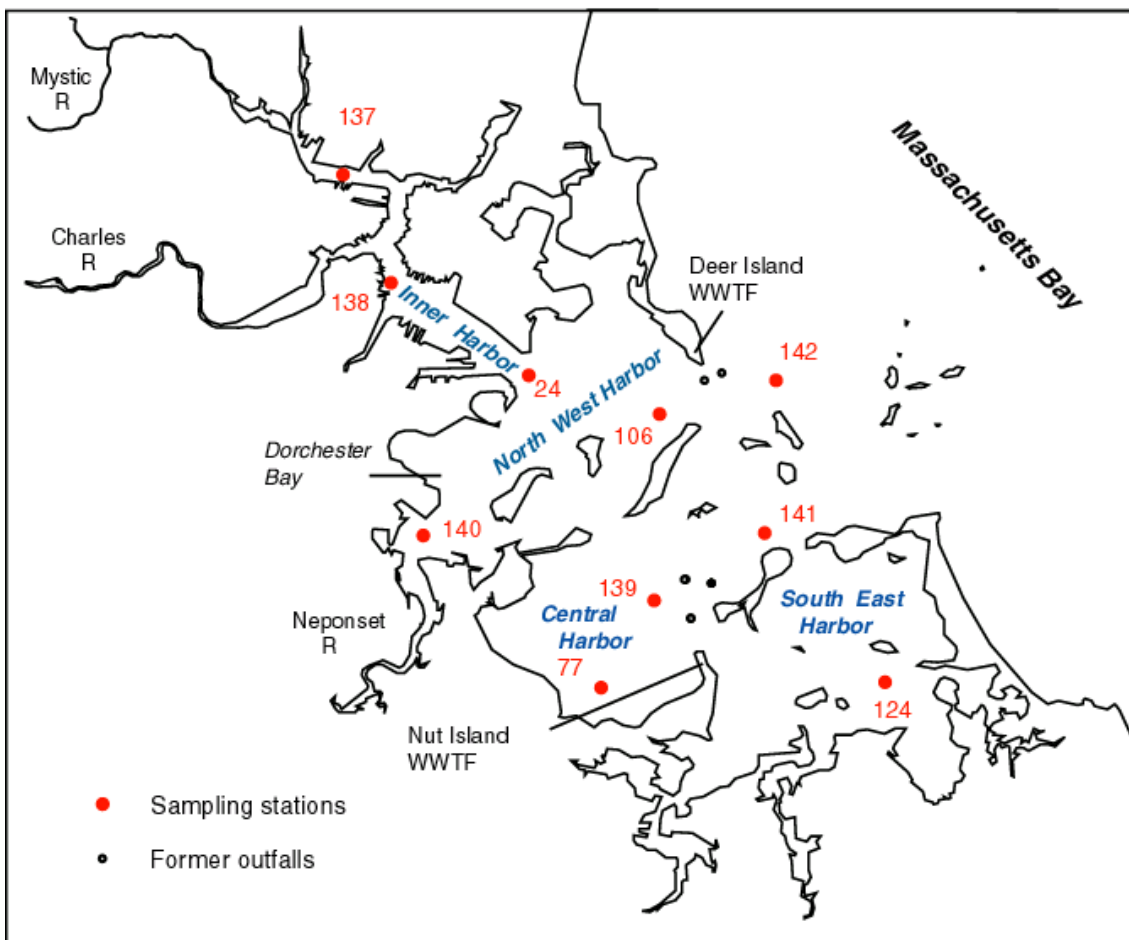 Mystic
R
137
Massachusetts Bay
Charles
R
138
Inner Harbor
Deer Island
WWTF
142
24
North West Harbor
106
Dorchester
Bay
140
141
139
Central
Harbor
South East
Harbor
Neponset
R
77
124
Nut Island
WWTF
Sampling stations
Former outfalls